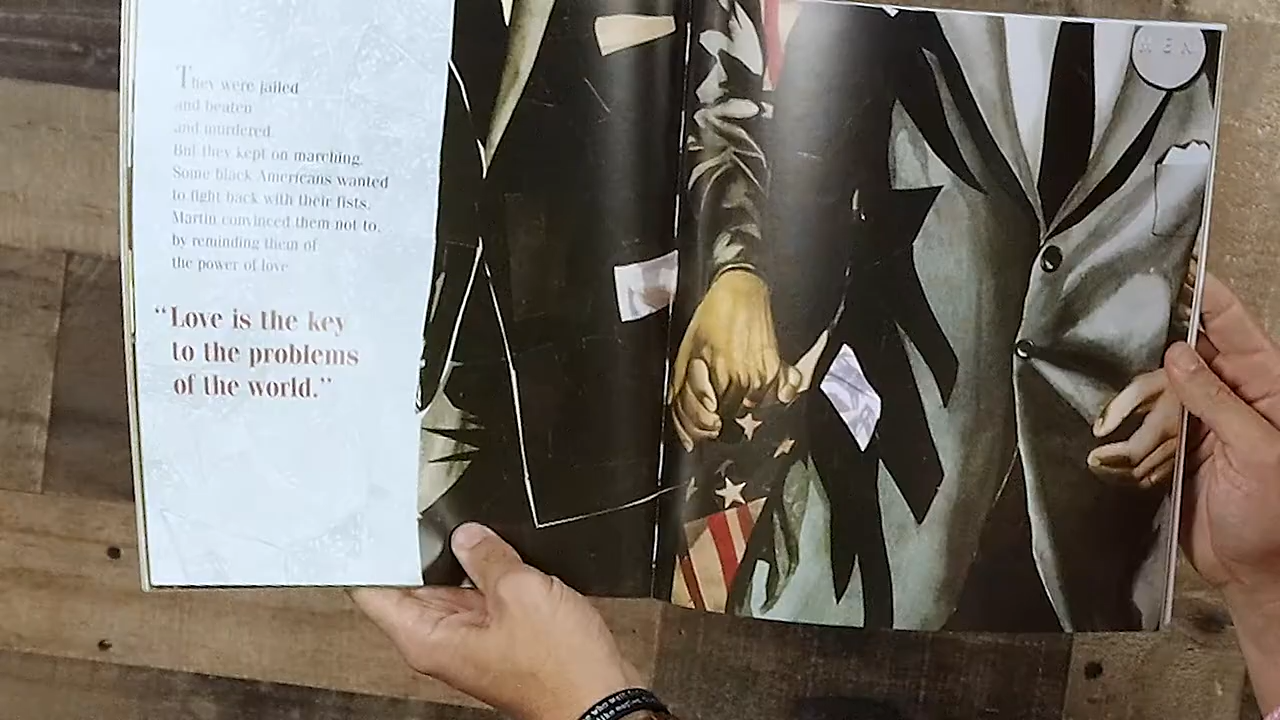 They were jailed
and beaten
and murdered.
But they kept on marching.
Some black Americans wanted
to fight back with their fists.
Martin convinced them not to,
by reminding them of
the power of love.
“Love is the key
to the problems
of the world.”
MEN